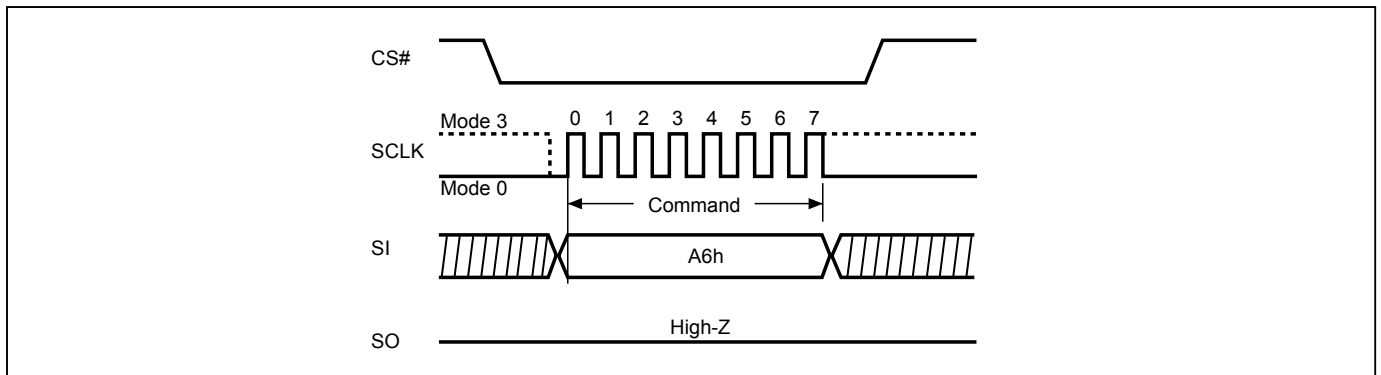 CS#
Mode 3 0 1 2 3 4 5 6 7
SCLK
Mode 0
Command
SI
A6h
High-Z
SO